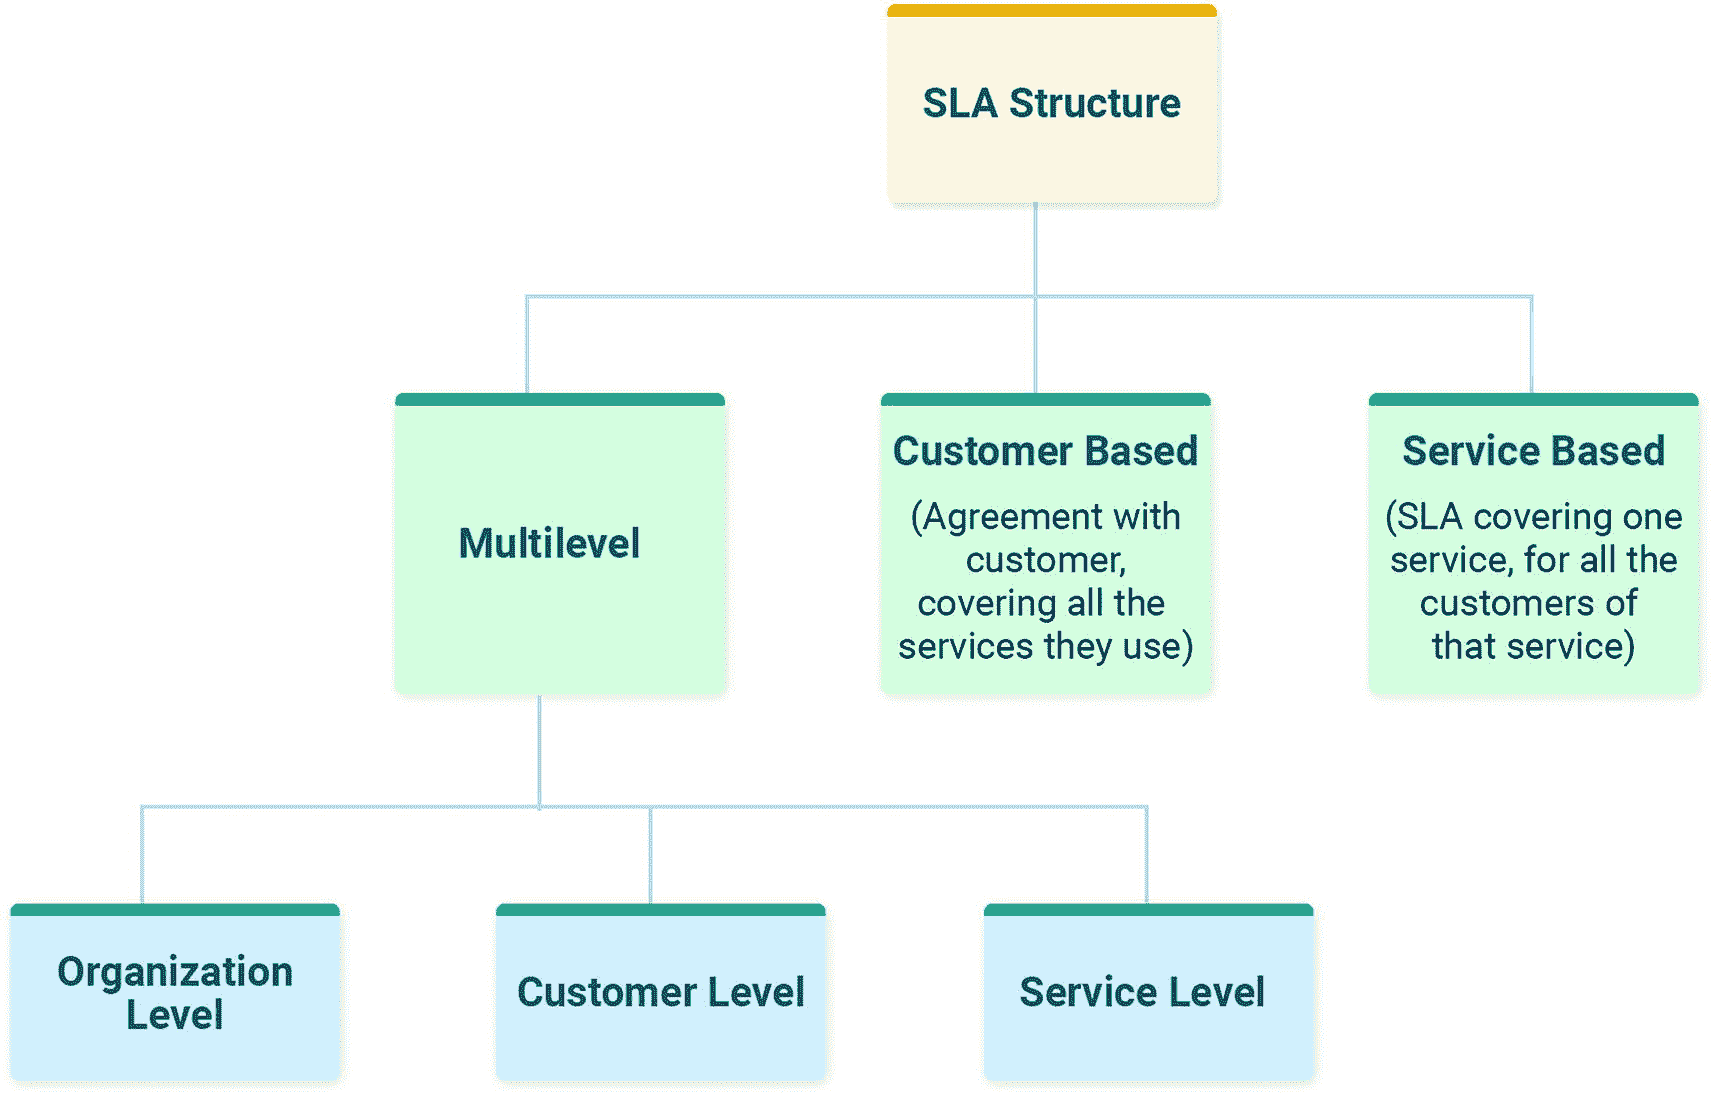 SLA Structure
Multilevel
Customer Based
(Agreement with
customer,
covering all the
services they use)
Service Based
(SLA covering one
service, for all the
customers of
that service)
Organization
Level
Customer Level
Service Level